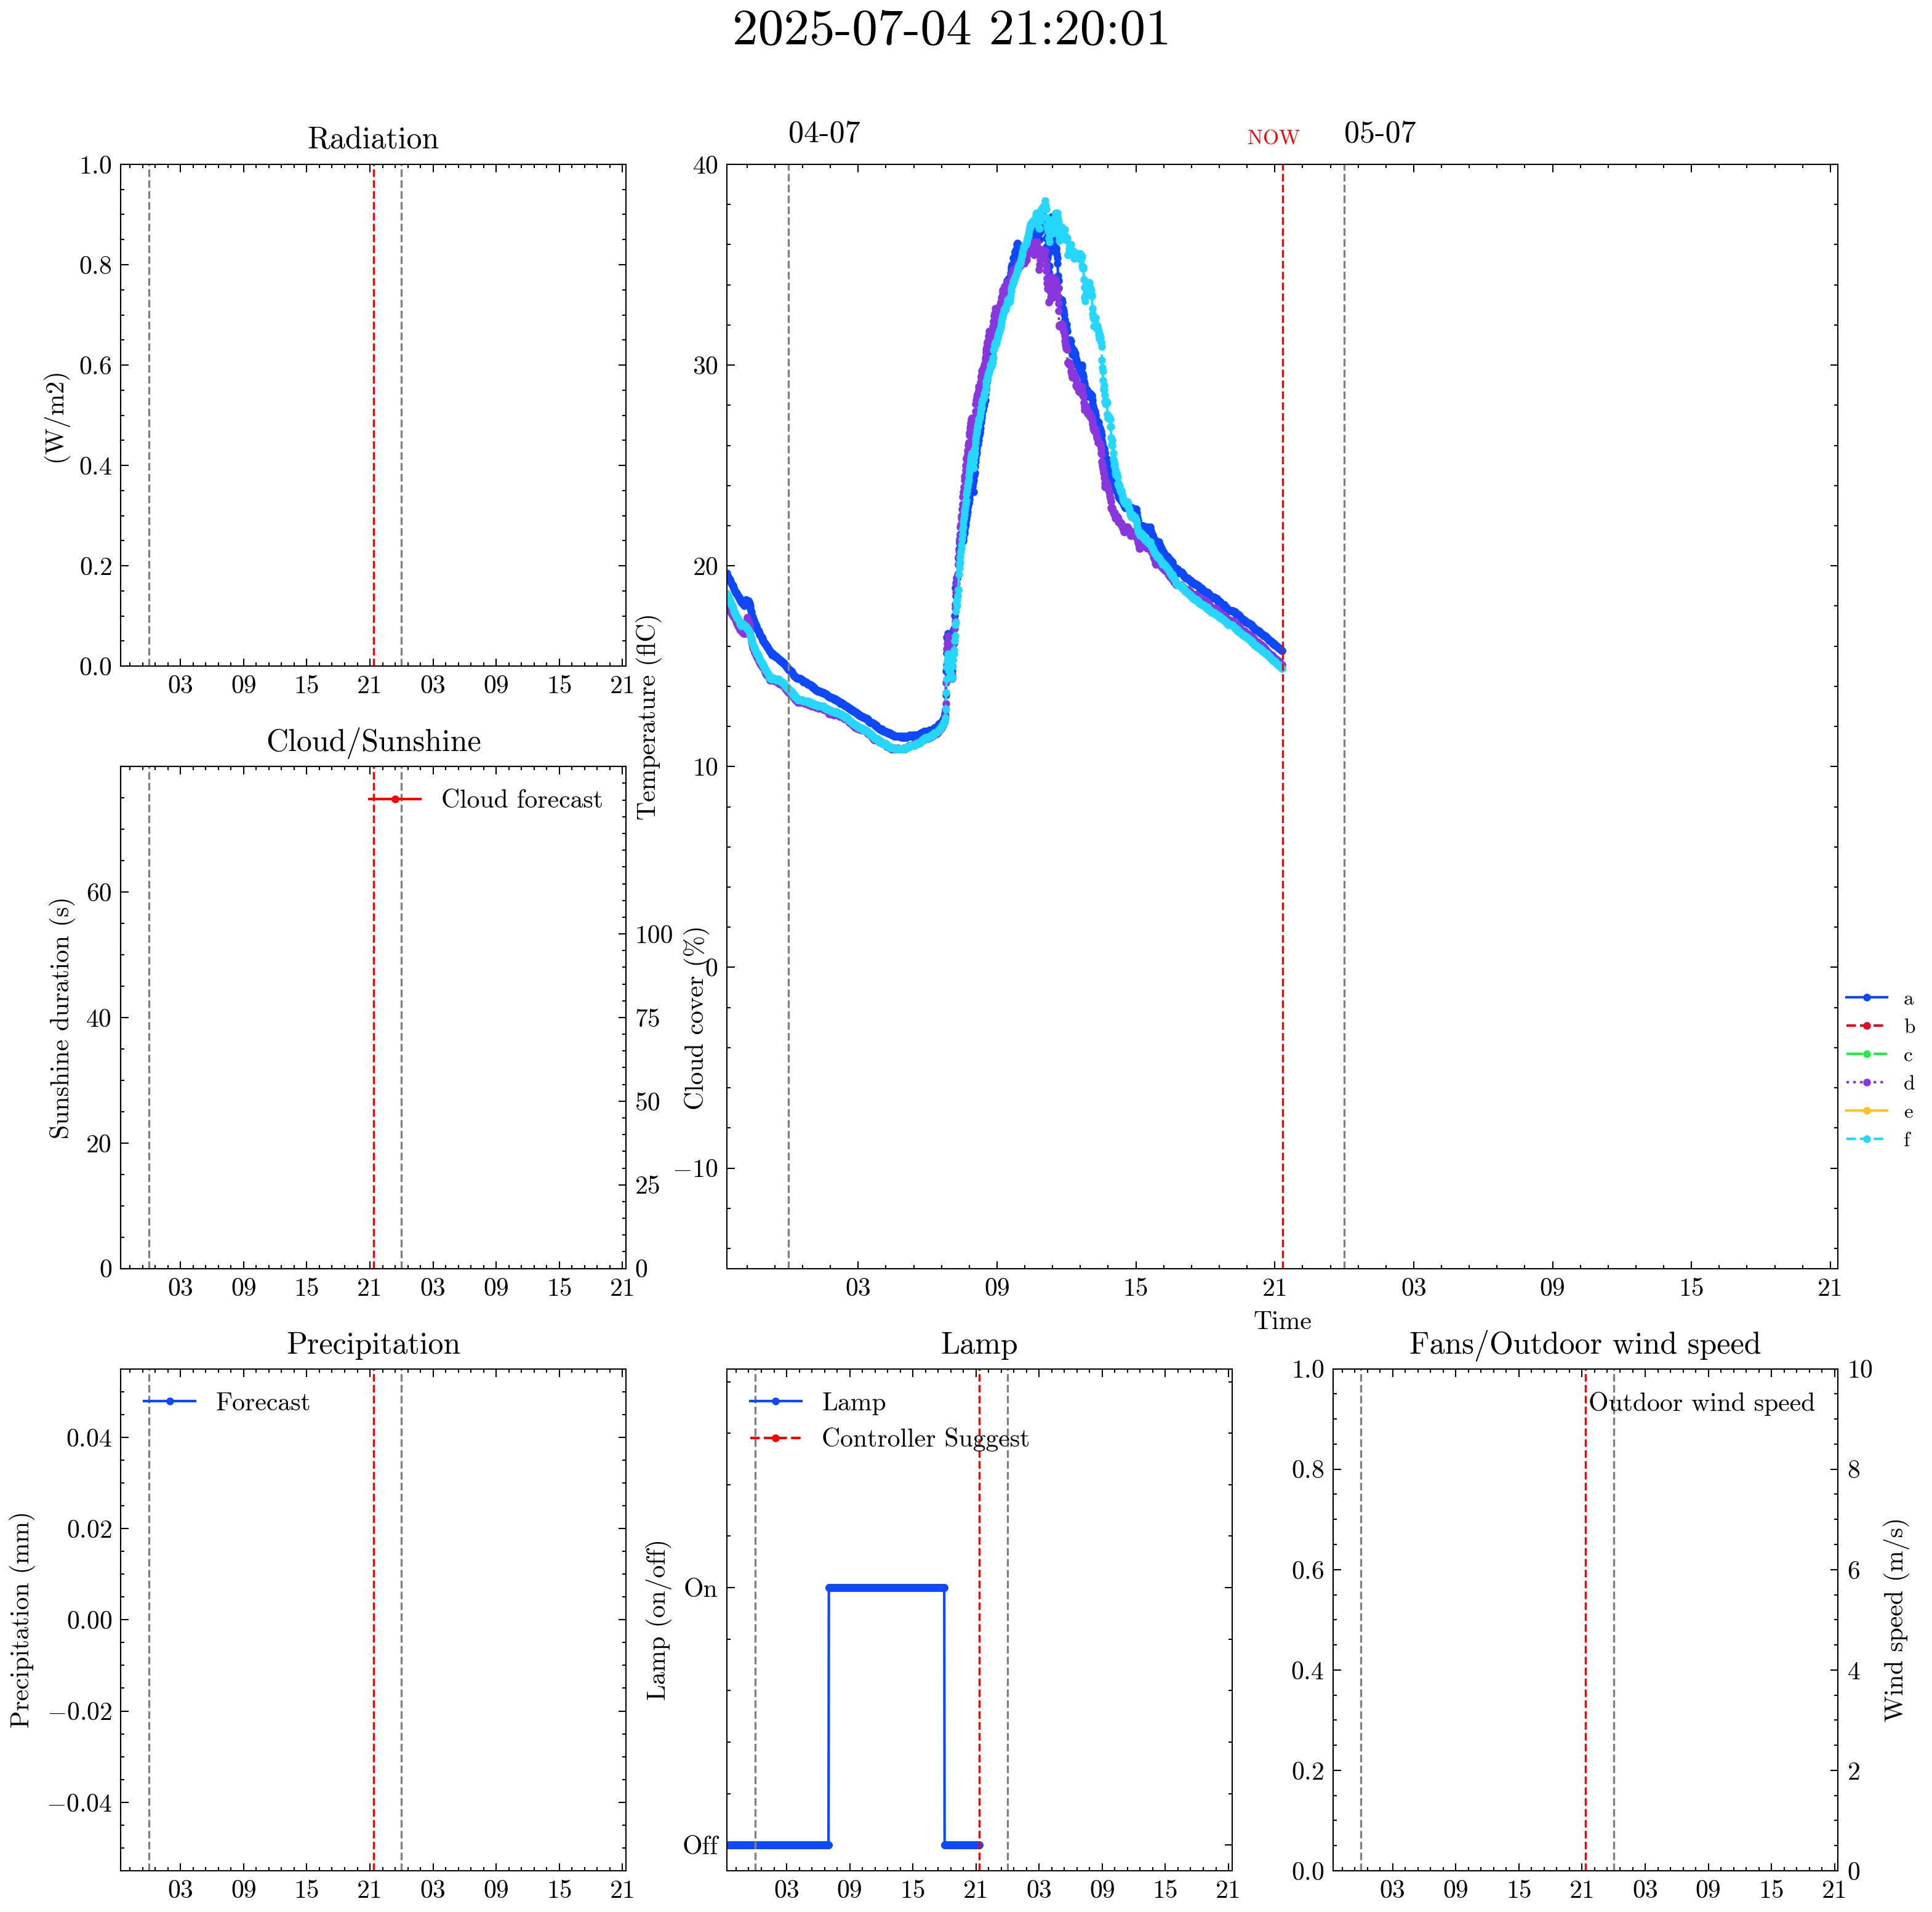 2025-07-04 21:20:01
Radiation
(W/m2)
1.0
0.8
0.6
0.4
0.2
0.0
03 09 15 21 03 09 15 21
04-07
NOW
05-07
Temperature (flC)
40
30
20
10
0
−10
03 09 15 21 03 09 15 21
Time
a
b
c
d
e
f
Cloud/Sunshine
Cloud forecast
Sunshine duration (s)
60
40
20
0
Cloud cover (%)
100
75
50
25
0
03 09 15 21 03 09 15 21
Precipitation
Forecast
Precipitation (mm)
0.04
0.02
0.00
−0.02
−0.04
03 09 15 21 03 09 15 21
Lamp
Lamp
Controller Suggest
Lamp (on/off)
On
Off
03 09 15 21 03 09 15 21
Fans/Outdoor wind speed
Outdoor wind speed
1.0
0.8
0.6
0.4
0.2
0.0
Wind speed (m/s)
10
8
6
4
2
0
03 09 15 21 03 09 15 21